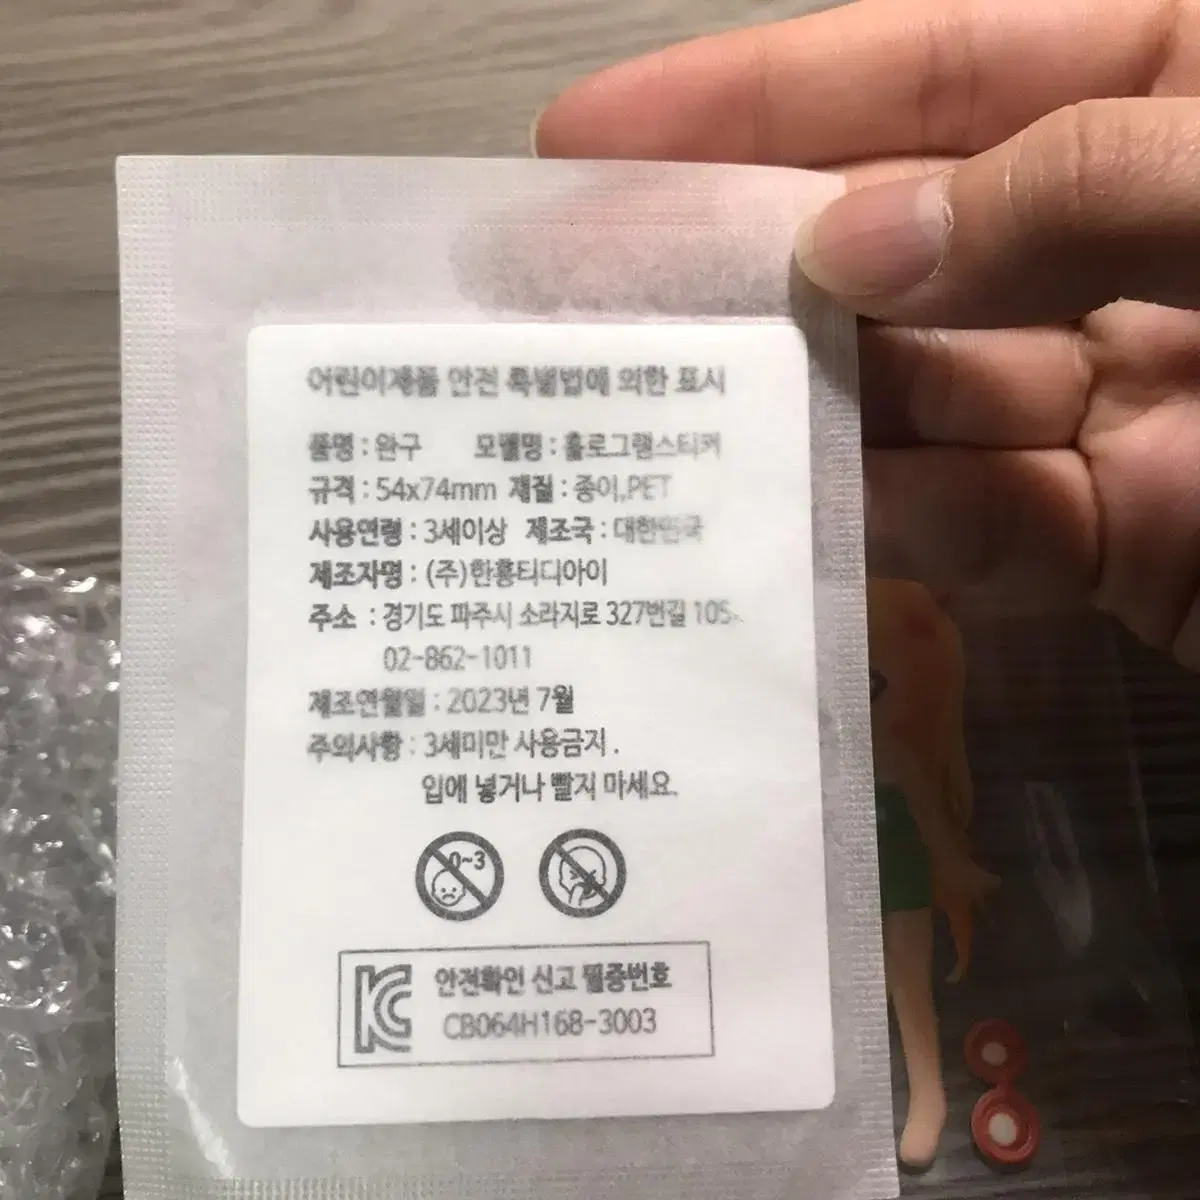 어린이제품 안전 특별법에 의한 표시
품명 : 완구 모델명 : 홀로그램스티커
규격 : 54x74mm 재질 : 종이,PET
사용연령 : 3세이상 제조국 : 대한민국
제조자명 : (주)한흥티디아이
주소 : 경기도 파주시 소라지로 327번길 105-
02-862-1011
제조연월일 : 2023년 7월
주의사항 : 3세미만 사용금지 .
입에 넣거나 빨지 마세요.
0~3
KC 안전확인 신고 필증번호
CB064H168-3003